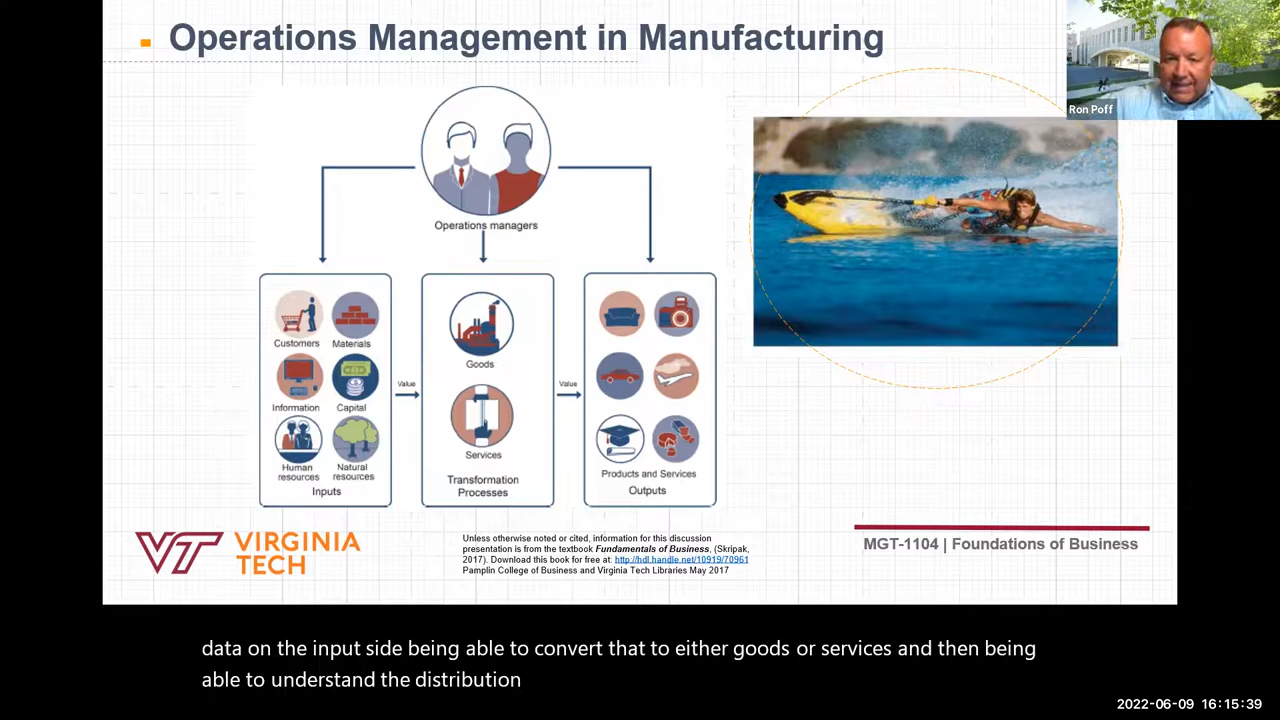 Operations Management in Manufacturing
Ron Poff
Operations managers
Customers
Materials
Information
Capital
Human
resources
Natural
resources
Inputs
Value
Goods
Services
Transformation
Processes
Value
Products and Services
Outputs
VT VIRGINIA
TECH
Unless otherwise noted or cited, information for this discussion
presentation is from the textbook Fundamentals of Business, (Skripak,
2017). Download this book for free at: http://hdl.handle.net/10919/70961
Pamplin College of Business and Virginia Tech Libraries May 2017
MGT-1104 | Foundations of Business
data on the input side being able to convert that to either goods or services and then being
able to understand the distribution
2022-06-09 16:15:39